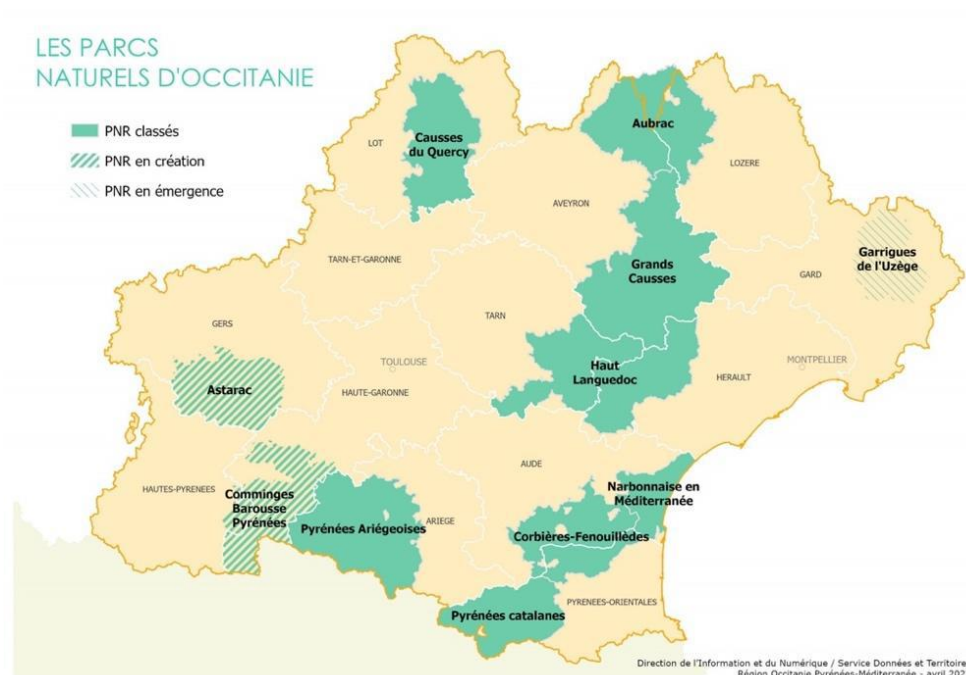 LES PARCS
NATURELS D'OCCITANIE
PNR classés
PNR en création
PNR en émergence
Causses
du Quercy
LOT
Aubrac
LOZERE
AVEYRON
Garrigues
de l'Uzège
TARN-ET-GARONNE
Grands
Causses
GARD
GERS
TARN
TOULOUSE
MONTPELLIER
Haut
Languedoc
HERAULT
Astarac
HAUTE-GARONNE
AUDE
HAUTES-PYRENEES
Comminges
Barousse
Pyrénées
Narbonnaise en
Méditerranée
Pyrénées Ariégeoises
ARIEGE
Corbières-Fenouillèdes
Pyrénées catalanes
PYRENEES-ORIENTALES
Direction de l'Information et du Numérique / Service Données et Territoire
Région Occitanie Pyrénées-Méditerranée - avril 202